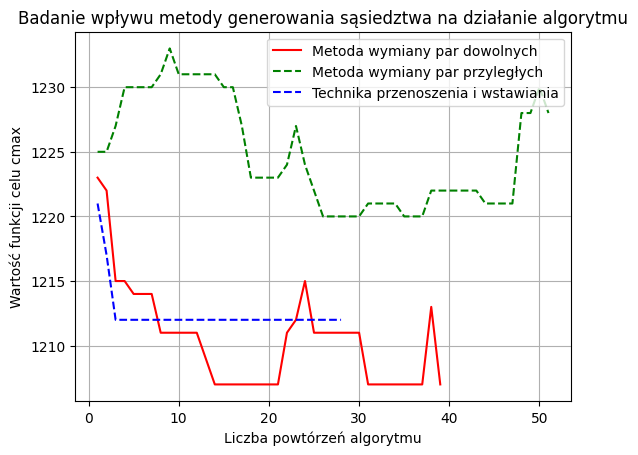 Badanie wpływu metody generowania sąsiedztwa na działanie algorytmu
Metoda wymiany par dowolnych
Metoda wymiany par przyległych
Technika przenoszenia i wstawiania
Wartość funkcji celu cmax
1230
1225
1220
1215
1210
0 10 20 30 40 50
Liczba powtórzeń algorytmu